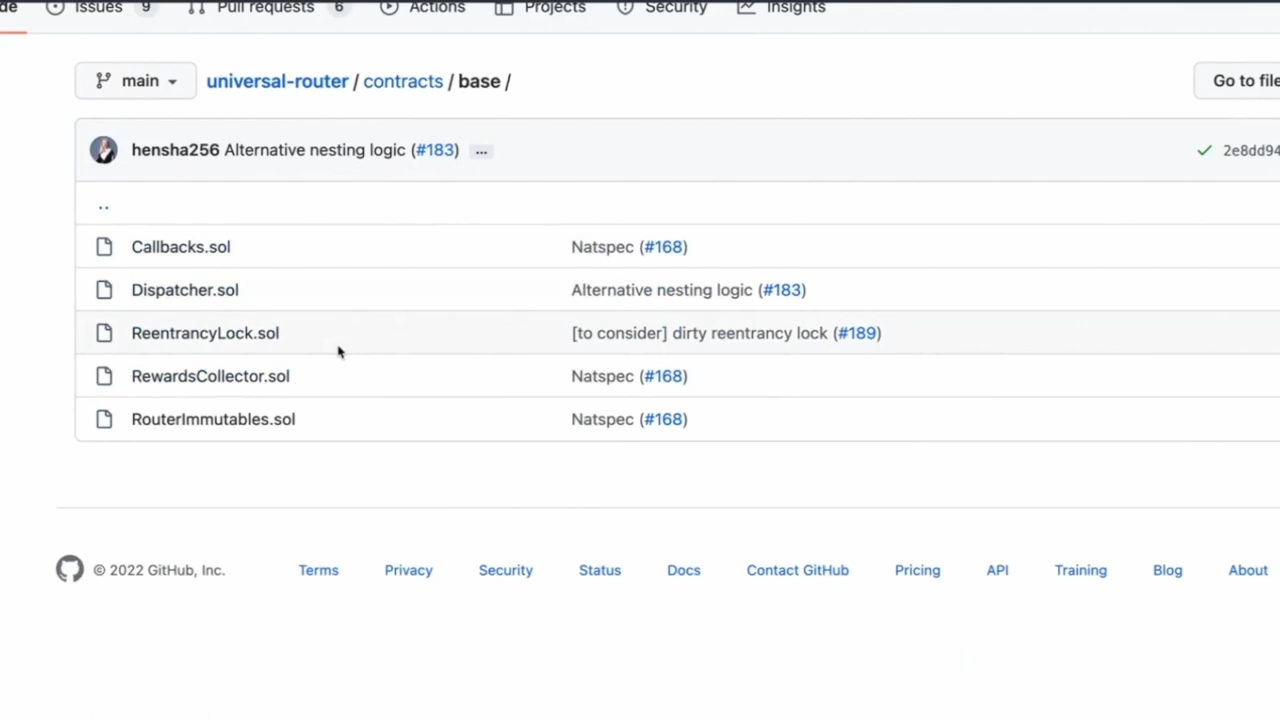 de Issues 9 Pull requests 6 Actions Projects Security Insights
main universal-router / contracts / base / Go to file
hensha256 Alternative nesting logic (#183) ... 2e8dd94
..
Callbacks.sol Natspec (#168)
Dispatcher.sol Alternative nesting logic (#183)
ReentrancyLock.sol [to consider] dirty reentrancy lock (#189)
RewardsCollector.sol Natspec (#168)
RouterImmutables.sol Natspec (#168)
© 2022 GitHub, Inc. Terms Privacy Security Status Docs Contact GitHub Pricing API Training Blog About